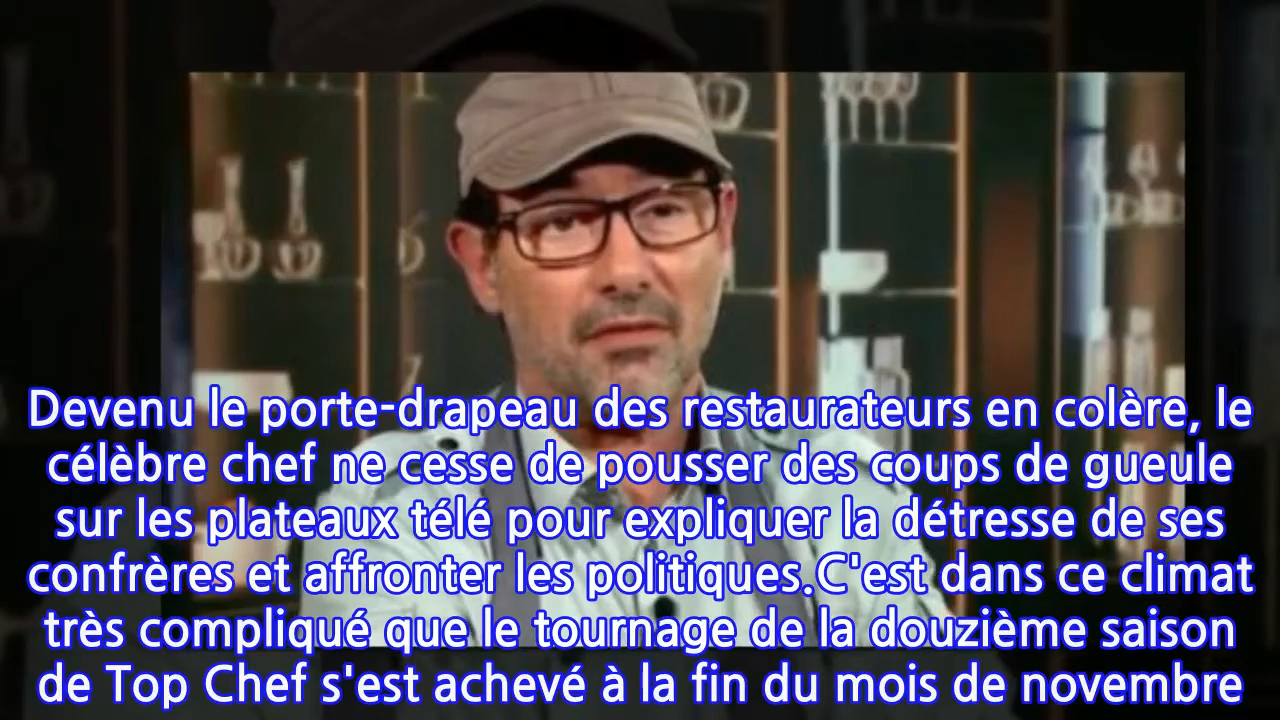 Devenu le porte-drapeau des restaurateurs en colère, le
célèbre chef ne cesse de pousser des coups de gueule
sur les plateaux télé pour expliquer la détresse de ses
confrères et affronter les politiques.C'est dans ce climat
très compliqué que le tournage de la douzième saison
de Top Chef s'est achevé à la fin du mois de novembre